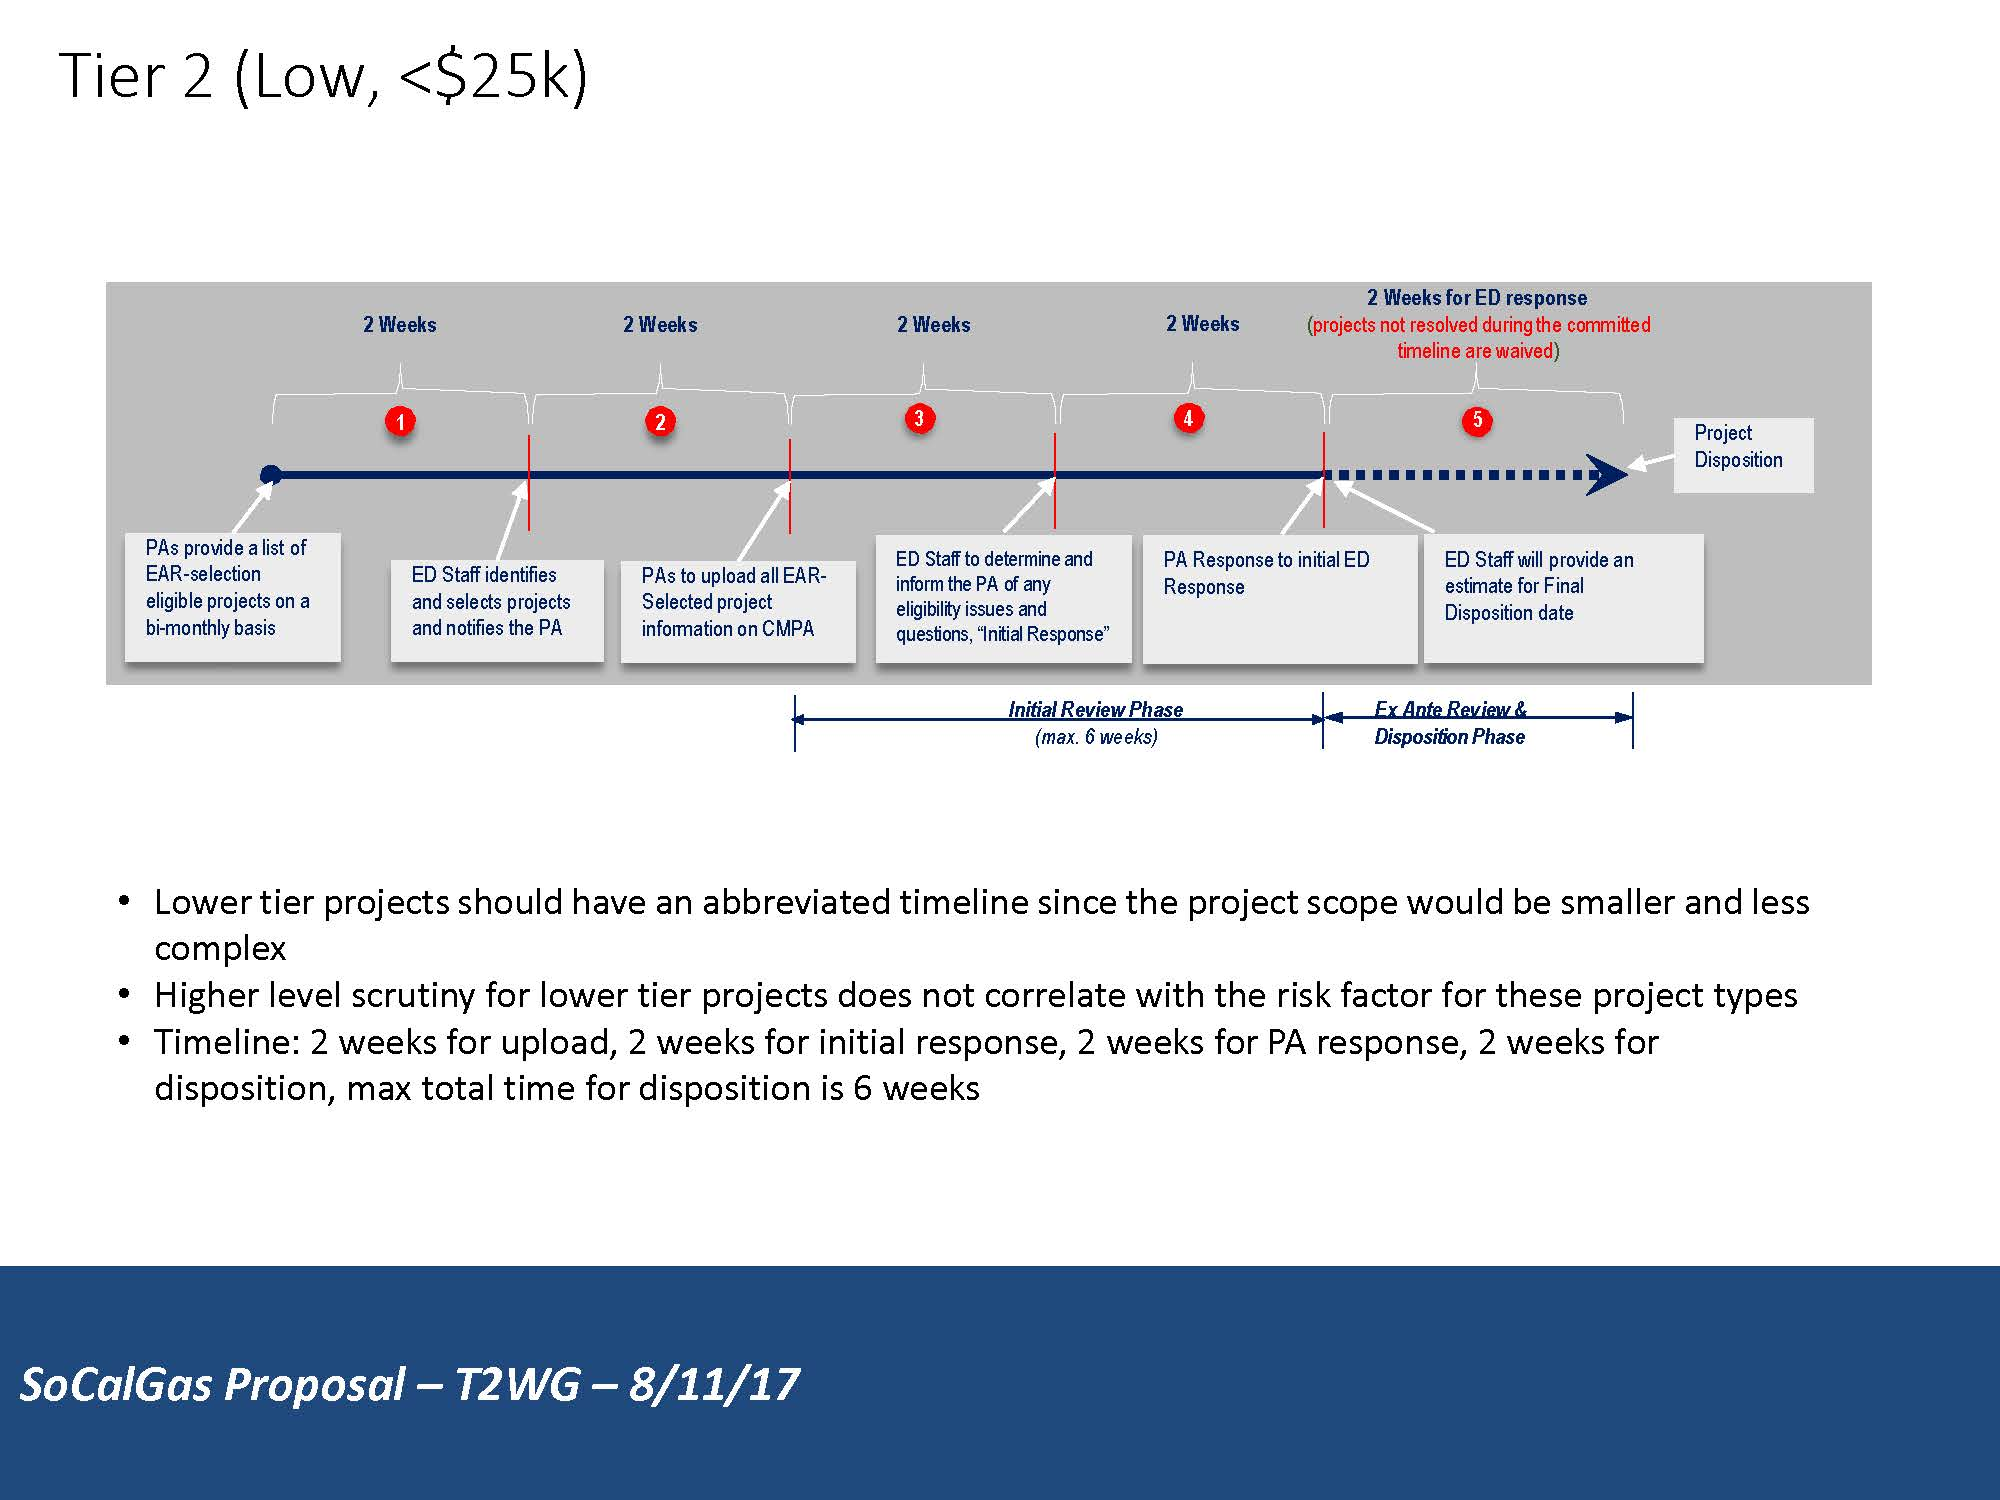 Tier 2 (Low, <$25k)
2 Weeks
2 Weeks
2 Weeks
2 Weeks
2 Weeks for ED response
(projects not resolved during the committed
timeline are waived)
1
2
3
4
5
Project
Disposition
PAs provide a list of
EAR-selection
eligible projects on a
bi-monthly basis
ED Staff identifies
and selects projects
and notifies the PA
PAs to upload all EAR-
Selected project
information on CMPA
ED Staff to determine and
inform the PA of any
eligibility issues and
questions, “Initial Response”
PA Response to initial ED
Response
ED Staff will provide an
estimate for Final
Disposition date
Initial Review Phase
(max. 6 weeks)
Ex Ante Review &
Disposition Phase
• Lower tier projects should have an abbreviated timeline since the project scope would be smaller and less
complex
• Higher level scrutiny for lower tier projects does not correlate with the risk factor for these project types
• Timeline: 2 weeks for upload, 2 weeks for initial response, 2 weeks for PA response, 2 weeks for
disposition, max total time for disposition is 6 weeks
SoCalGas Proposal – T2WG – 8/11/17